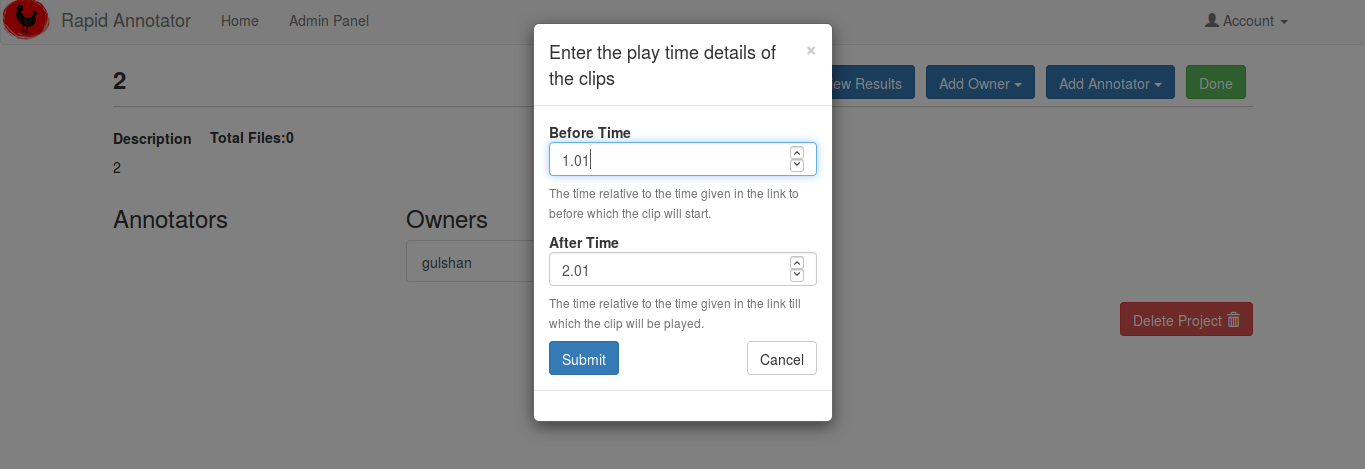 Rapid Annotator Home Admin Panel Account
Enter the play time details of
the clips
×
2
ew Results Add Owner Add Annotator Done
Description Total Files:0
2
Before Time
1.01
The time relative to the time given in the link to
before which the clip will start.
Annotators
Owners
gulshan
After Time
2.01
The time relative to the time given in the link till
which the clip will be played.
Submit Cancel
Delete Project